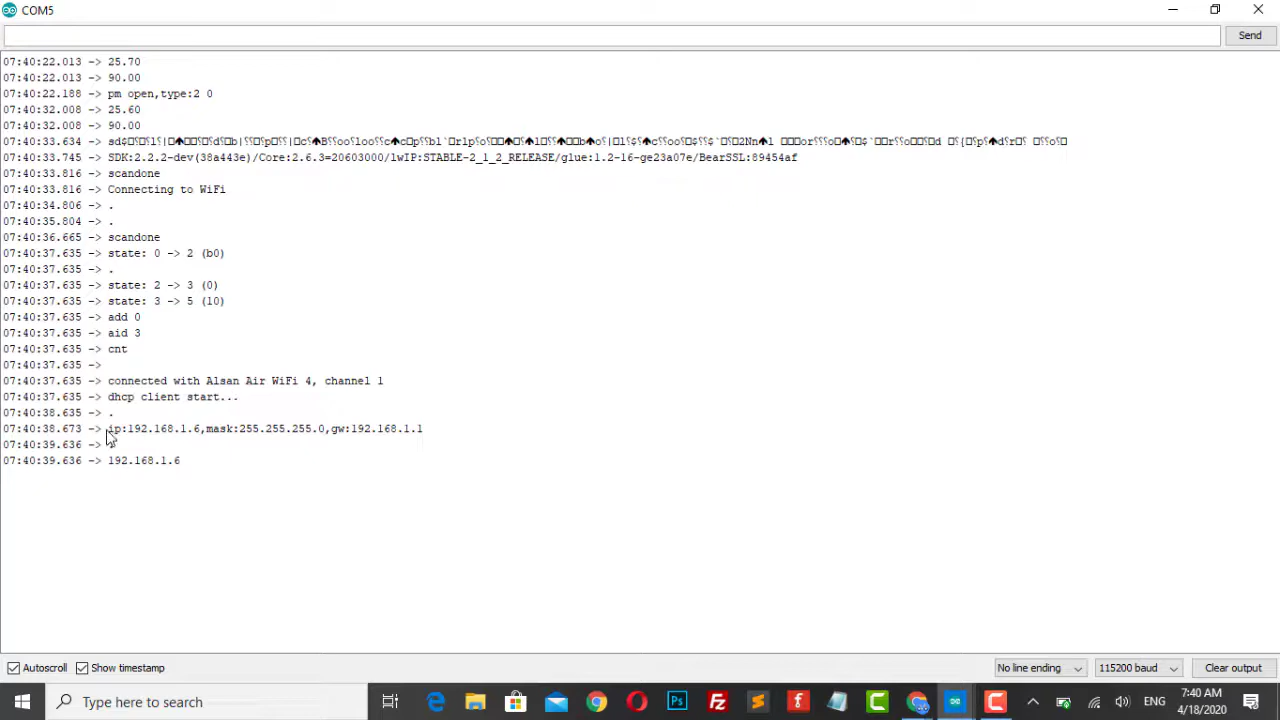 COM5
Send
07:40:22.013 -> 25.70
07:40:22.013 -> 90.00
07:40:22.188 -> pm open,type:2 0
07:40:32.008 -> 25.60
07:40:32.008 -> 90.00
07:40:33.634 ->
07:40:33.745 -> SDK:2.2.2-dev(38a443e)/Core:2.6.3=20603000/lwIP:STABLE-2_1_2_RELEASE/glue:1.2-16-ge23a07e/BearSSL:89454af
07:40:33.816 -> scandone
07:40:33.816 -> Connecting to WiFi
07:40:34.806 -> .
07:40:35.804 -> .
07:40:36.665 -> scandone
07:40:37.635 -> state: 0 -> 2 (b0)
07:40:37.635 -> .
07:40:37.635 -> state: 2 -> 3 (0)
07:40:37.635 -> state: 3 -> 5 (10)
07:40:37.635 -> add 0
07:40:37.635 -> aid 3
07:40:37.635 -> cnt
07:40:37.635 ->
07:40:37.635 -> connected with Alsan Air WiFi 4, channel 1
07:40:37.635 -> dhcp client start...
07:40:38.635 -> .
07:40:38.673 -> ip:192.168.1.6,mask:255.255.255.0,gw:192.168.1.1
07:40:39.636 ->
07:40:39.636 -> 192.168.1.6
Autoscroll Show timestamp No line ending 115200 baud Clear output
Type here to search
ENG
7:40 AM
4/18/2020